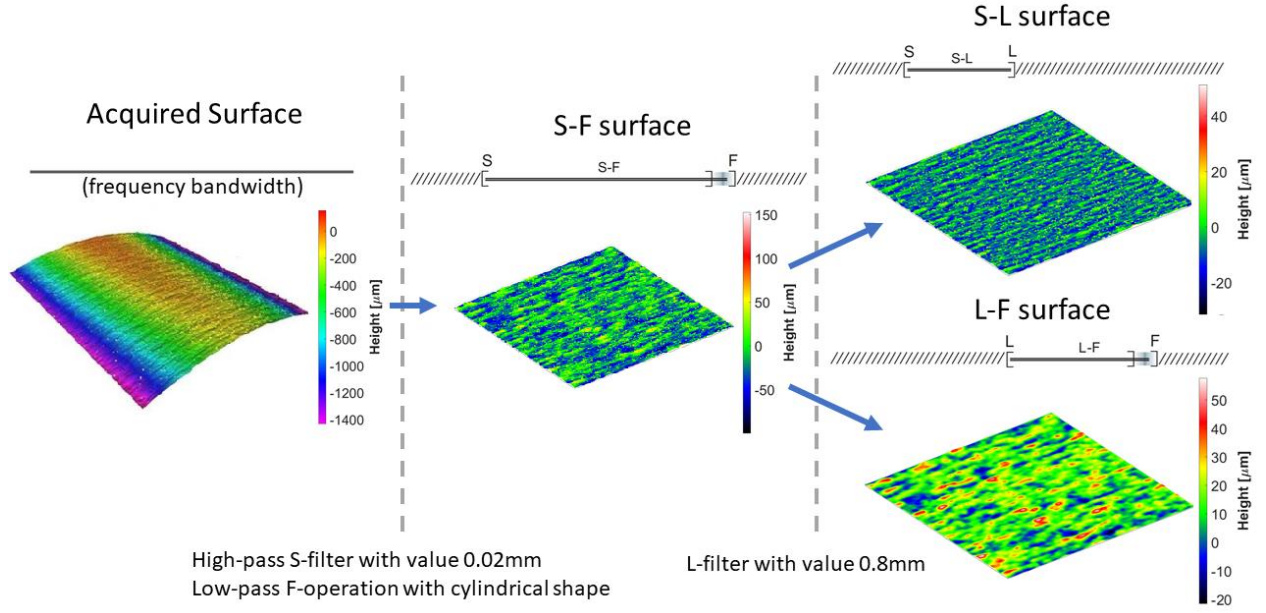 Acquired Surface
(frequency bandwidth)
0
-200
-400
-600
-800
-1000
-1200
-1400
Height [μm]
S-F surface
S
S-F
F
150
100
50
0
-50
Height [μm]
S-L surface
S
S-L
L
40
20
0
-20
Height [μm]
L-F surface
L
L-F
F
50
40
30
20
10
0
-10
-20
Height [μm]
High-pass S-filter with value 0.02mm
Low-pass F-operation with cylindrical shape
L-filter with value 0.8mm